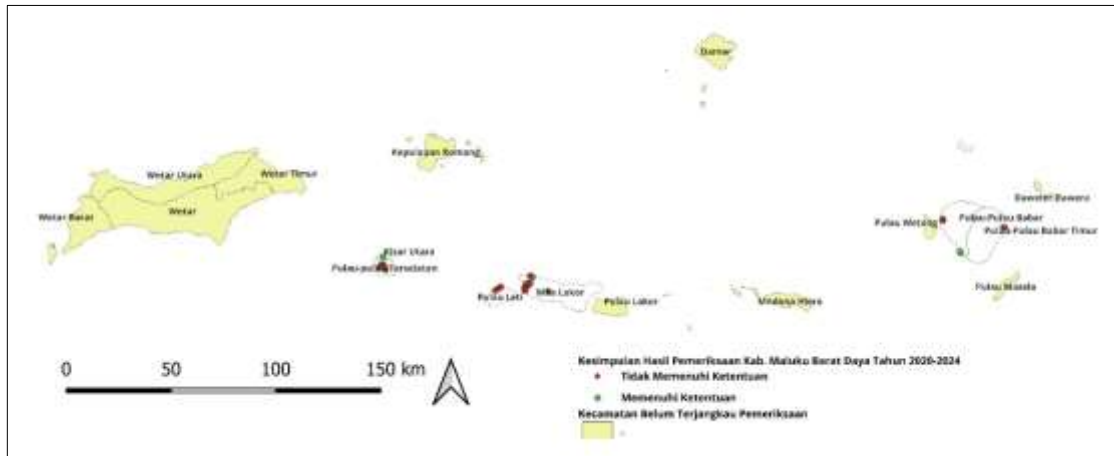 Damar
Kepulauan Romang
Wetar Utara
Wetar Timur
Wetar Barat
Wetar
Kisar Utara
Pulau-pulau Terselatan
Dawelor Dawera
Pulau Wetang
Pulau-Pulau Babar
Pulau-Pulau Babar Timur
Pulau Masela
Pulau Leti
Moa Lakor
Pulau Lakor
Mndona Hiera
0 50 100 150 km
Kesimpulan Hasil Pemeriksaan Kab. Maluku Barat Daya Tahun 2020-2024
Tidak Memenuhi Ketentuan
Memenuhi Ketentuan
Kecamatan Belum Terjangkau Pemeriksaan